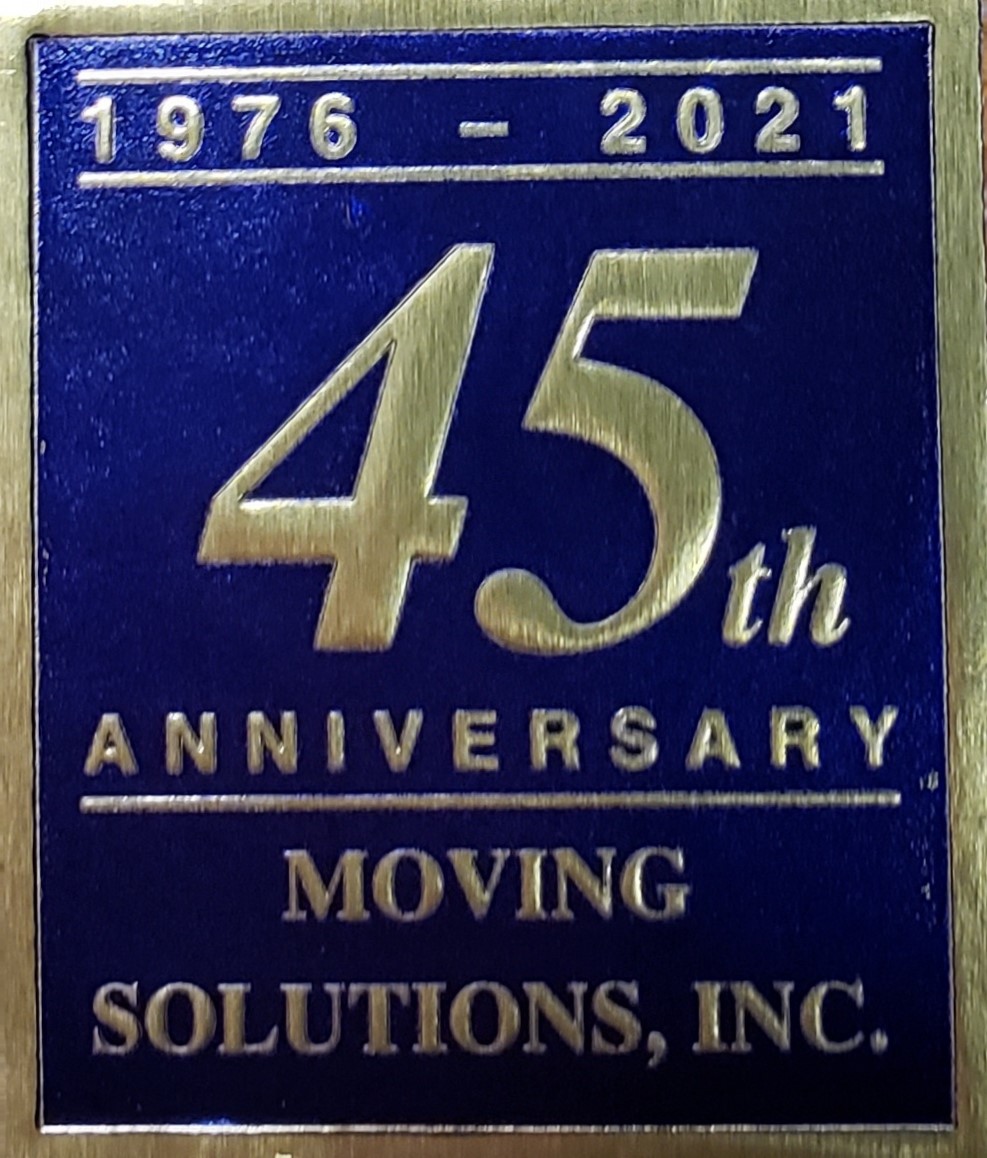 1976 - 2021
45th
ANNIVERSARY
MOVING
SOLUTIONS, INC.